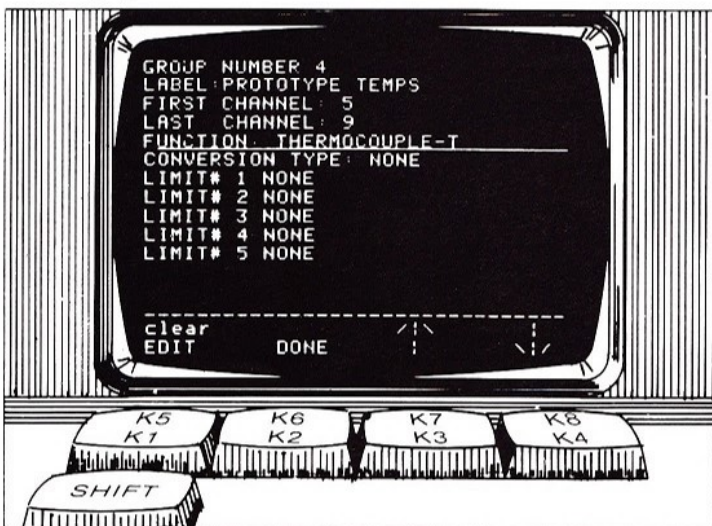 GROUP NUMBER 4
LABEL:PROTOTYPE TEMPS
FIRST CHANNEL: 5
LAST CHANNEL: 9
FUNCTION: THERMOCOUPLE-T
CONVERSION TYPE: NONE
LIMIT# 1 NONE
LIMIT# 2 NONE
LIMIT# 3 NONE
LIMIT# 4 NONE
LIMIT# 5 NONE
clear
EDIT DONE
K5 K6 K7 K8
K1 K2 K3 K4
SHIFT